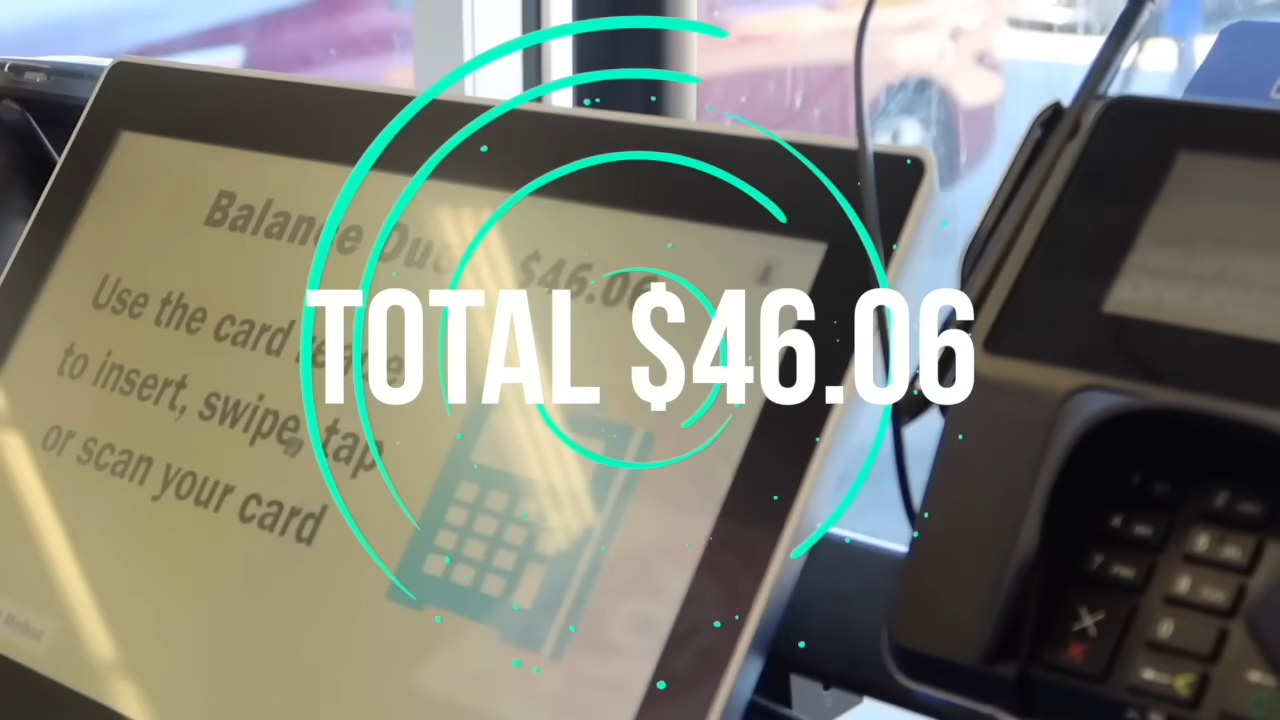 Balance Due $46.06
TOTAL $46.06
Use the card reader
to insert, swipe, tap
or scan your card
Method